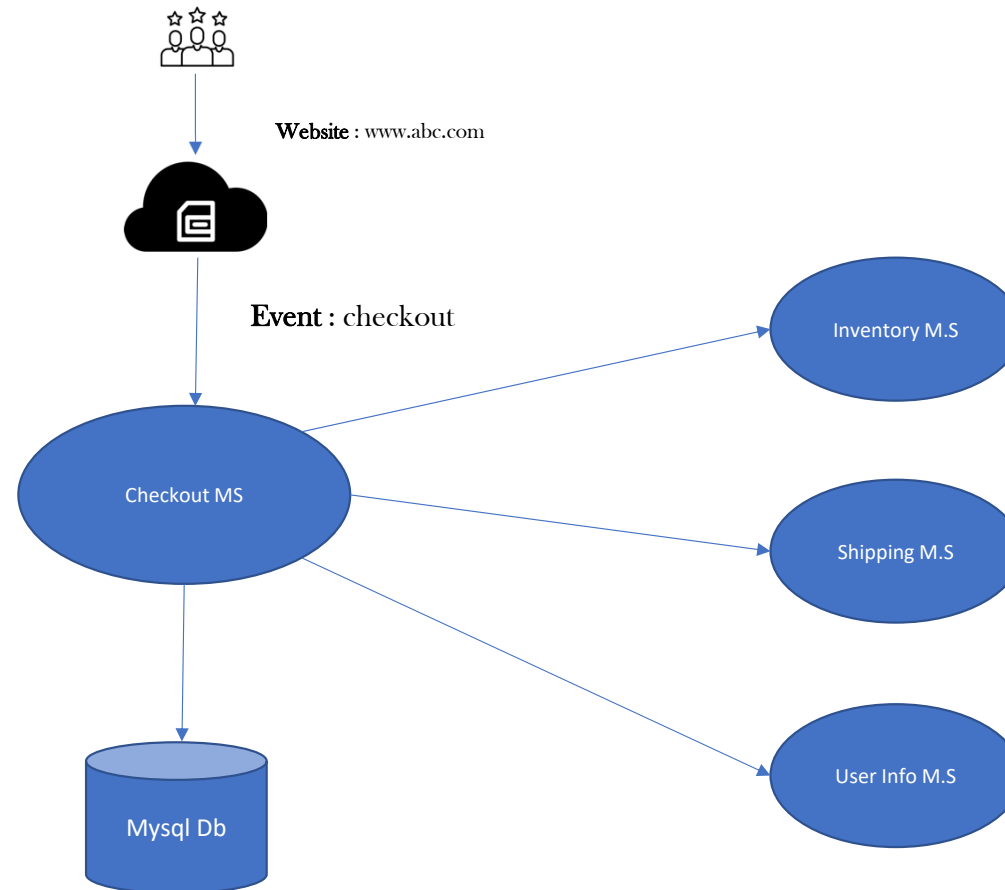 Website : www.abc.com
Event : checkout
Inventory M.S
Checkout MS
Shipping M.S
User Info M.S
Mysql Db